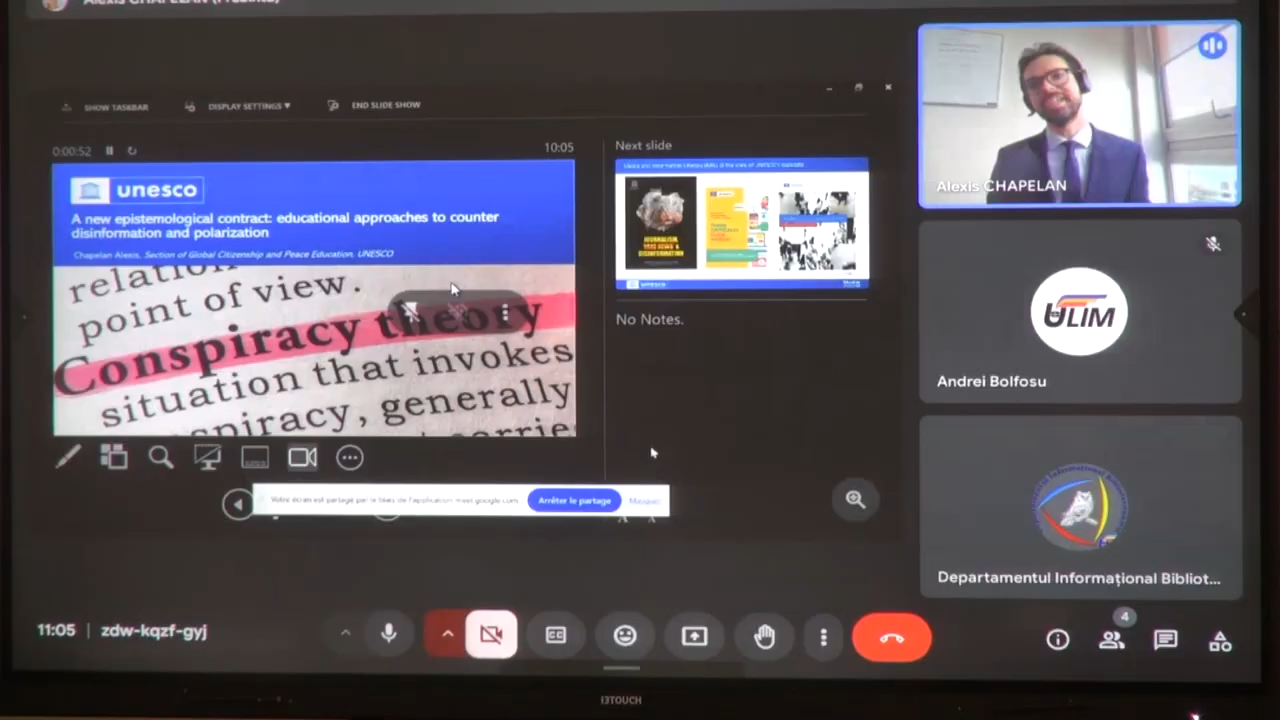 Alexis CHAPELAN
SHOW TASKBAR
DISPLAY SETTINGS ▼
END SLIDE SHOW
0:00:52
10:05
unesco
A new epistemological contract: educational approaches to counter
disinformation and polarization
Chapelan Alexis, Section of Global Citizenship and Peace Education, UNESCO
point of view.
Conspiracy theory
situation that invokes
spiracy, generally
Next slide
JOURNALISM,
DISINFORMATION
unesco
No Notes.
Votre écran est partagé par le biais de l'application meet.google.com.
Arrêter le partage
Masquer
Alexis CHAPELAN
ULIM
Andrei Bolfosu
Departamentul Informațional Bibliot...
11:05 | zdw-kqzf-gyj
CC
4
i3TOUCH